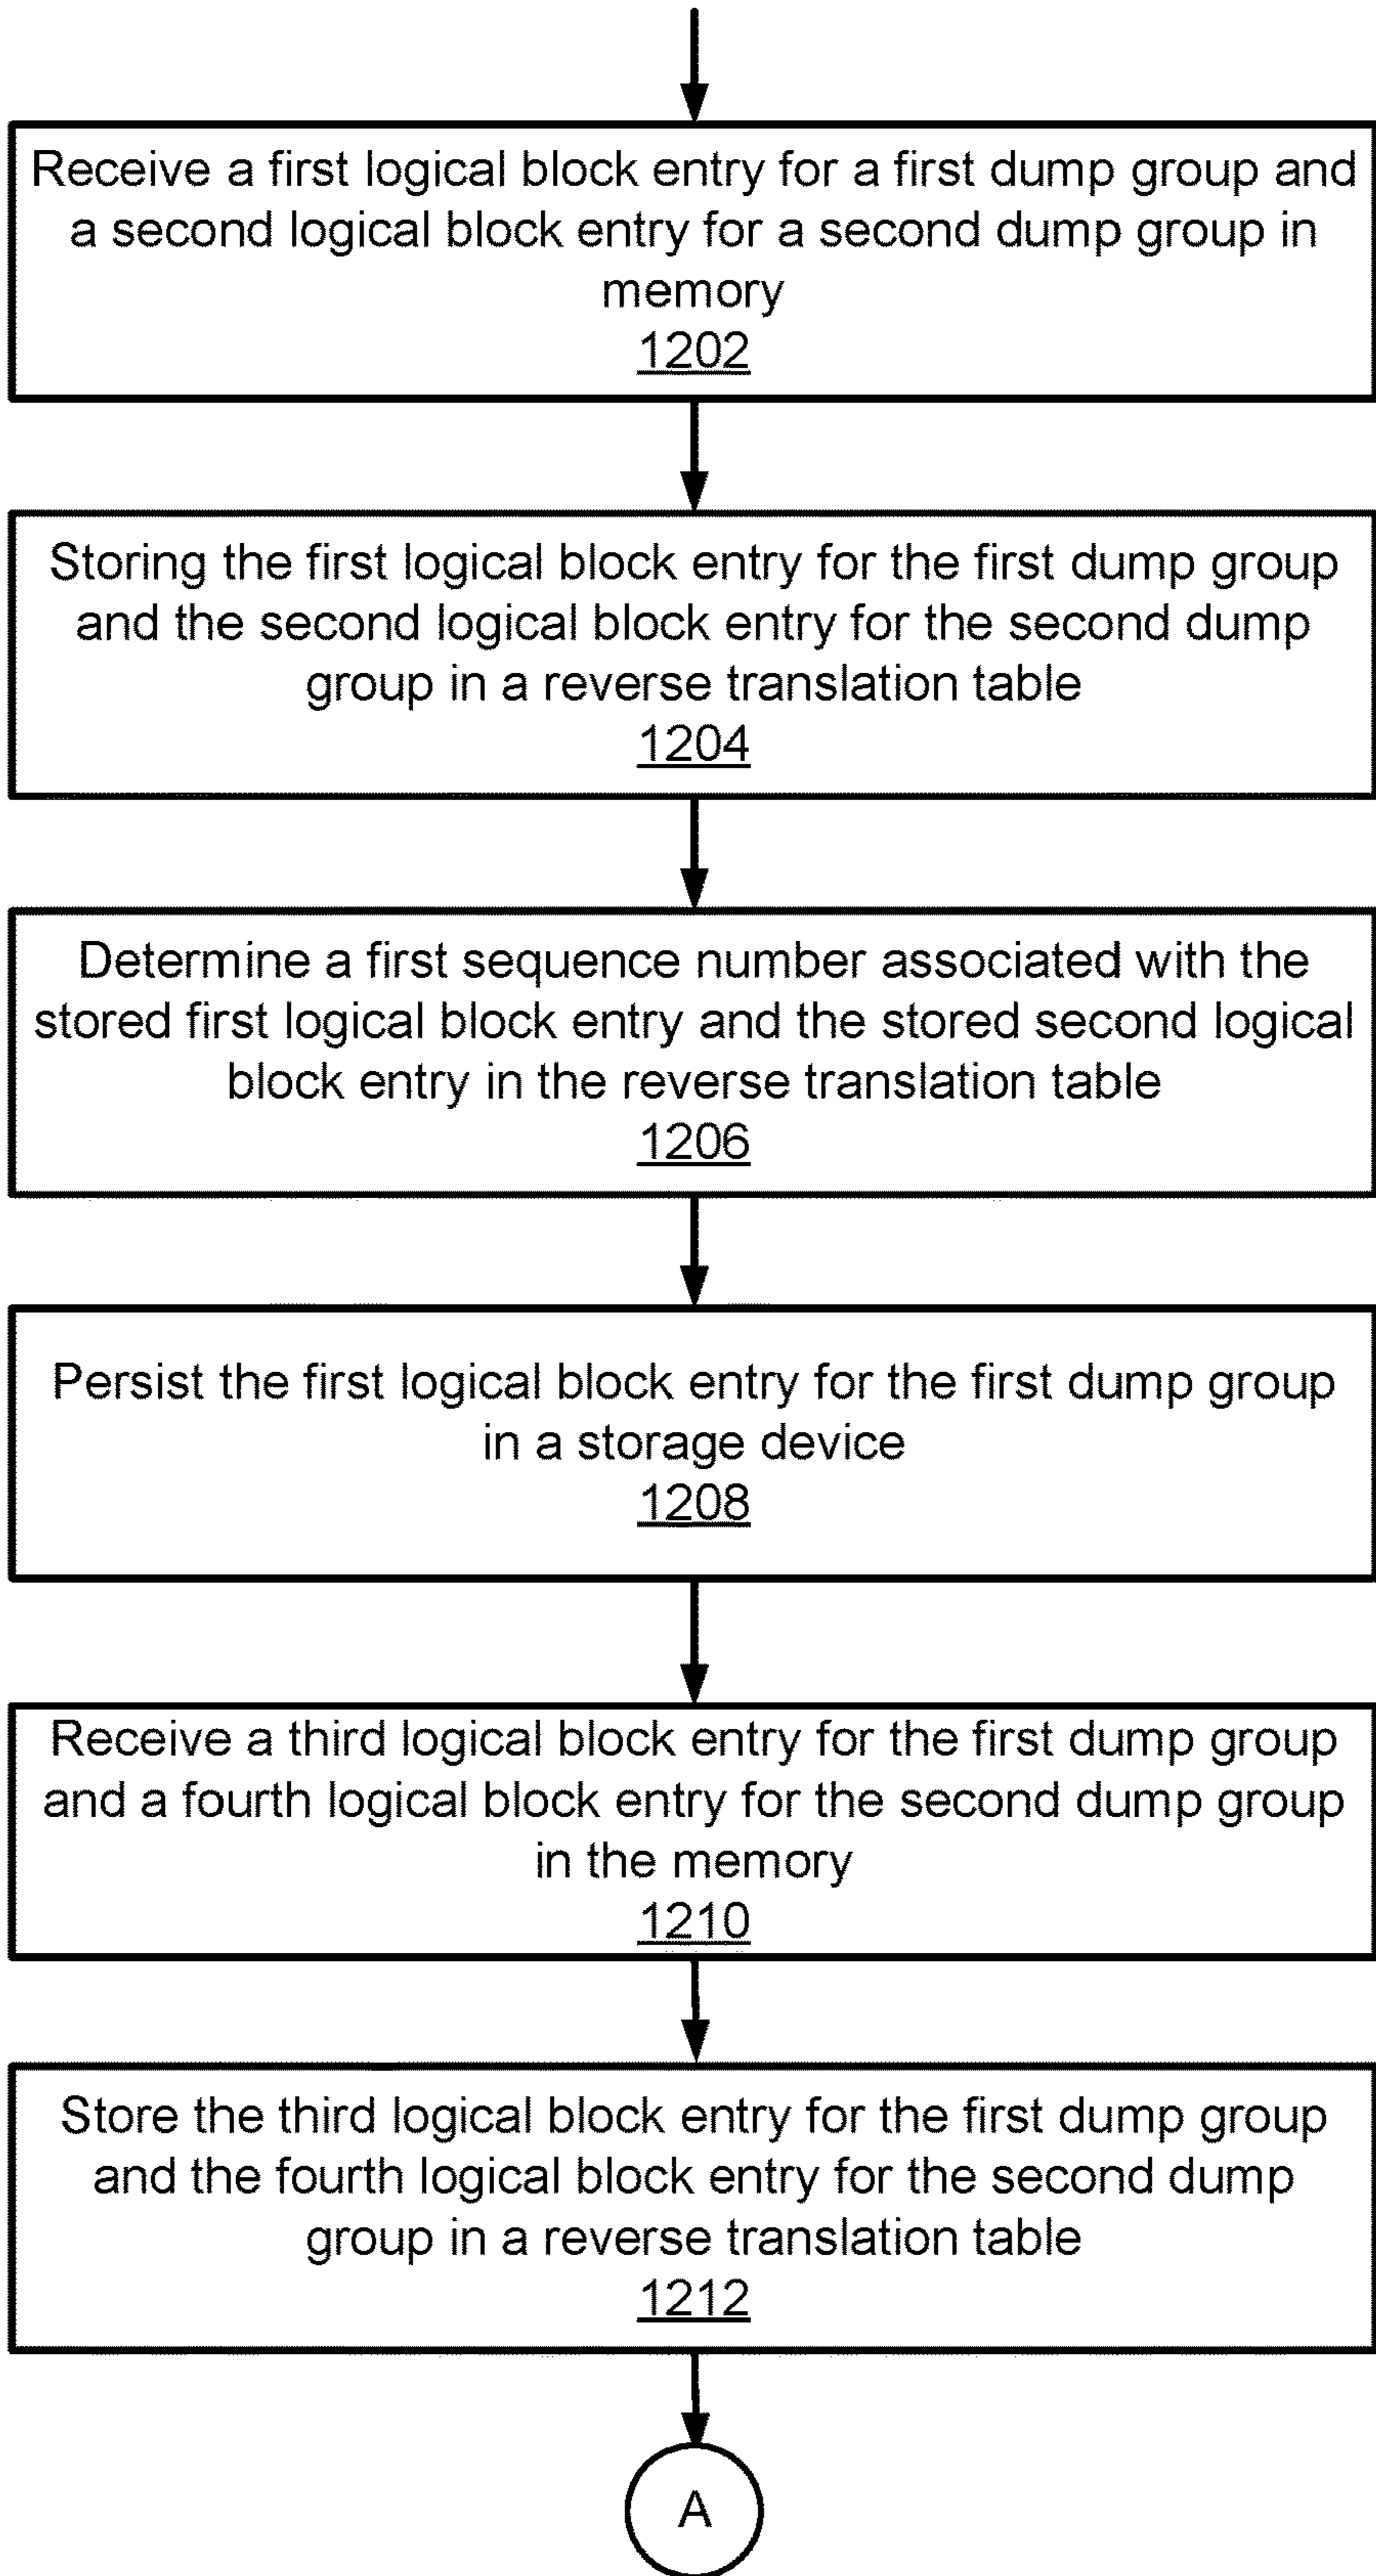 Receive a first logical block entry for a first dump group and
a second logical block entry for a second dump group in
memory
1202
Storing the first logical block entry for the first dump group
and the second logical block entry for the second dump
group in a reverse translation table
1204
Determine a first sequence number associated with the
stored first logical block entry and the stored second logical
block entry in the reverse translation table
1206
Persist the first logical block entry for the first dump group
in a storage device
1208
Receive a third logical block entry for the first dump group
and a fourth logical block entry for the second dump group
in the memory
1210
Store the third logical block entry for the first dump group
and the fourth logical block entry for the second dump
group in a reverse translation table
1212
A